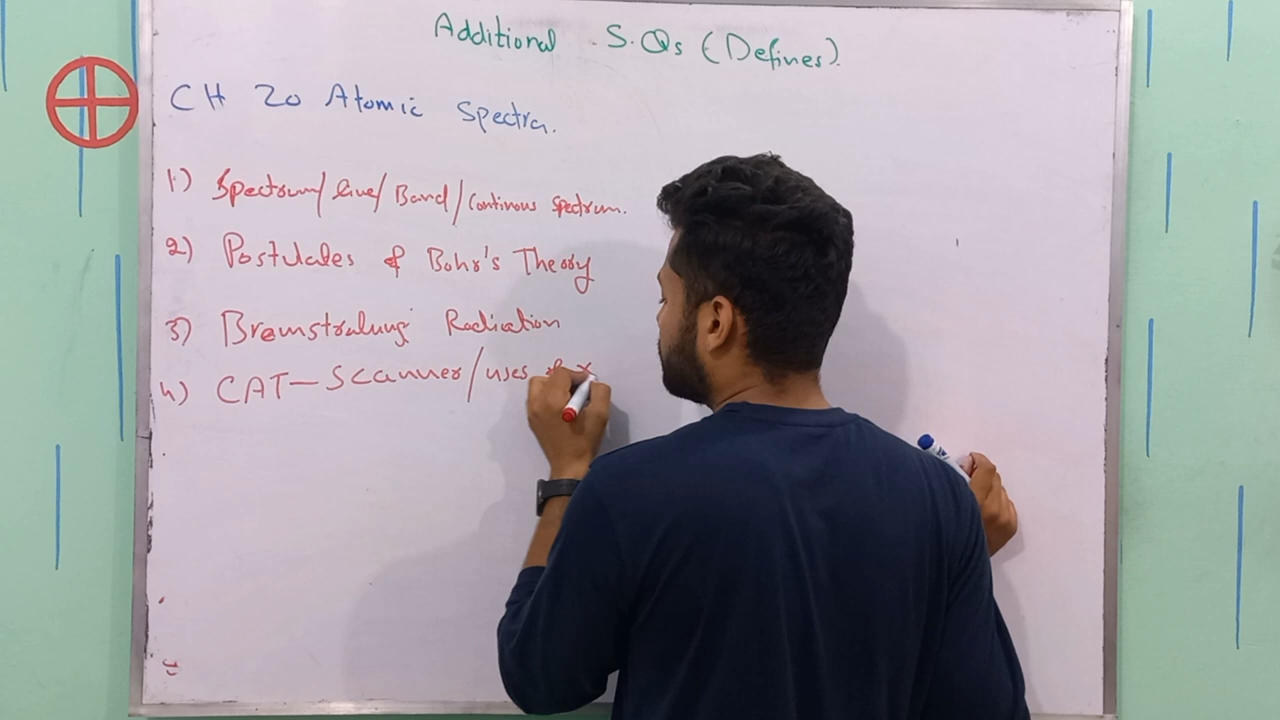 Additional S.Qs (Defines).
CH 20 Atomic Spectra.
1) Spectrum/line/Band/Continous Spectrum.
2) Postulates of Bohr's Theory
3) Bremstralung Radiation
4) CAT-Scanner/uses of x